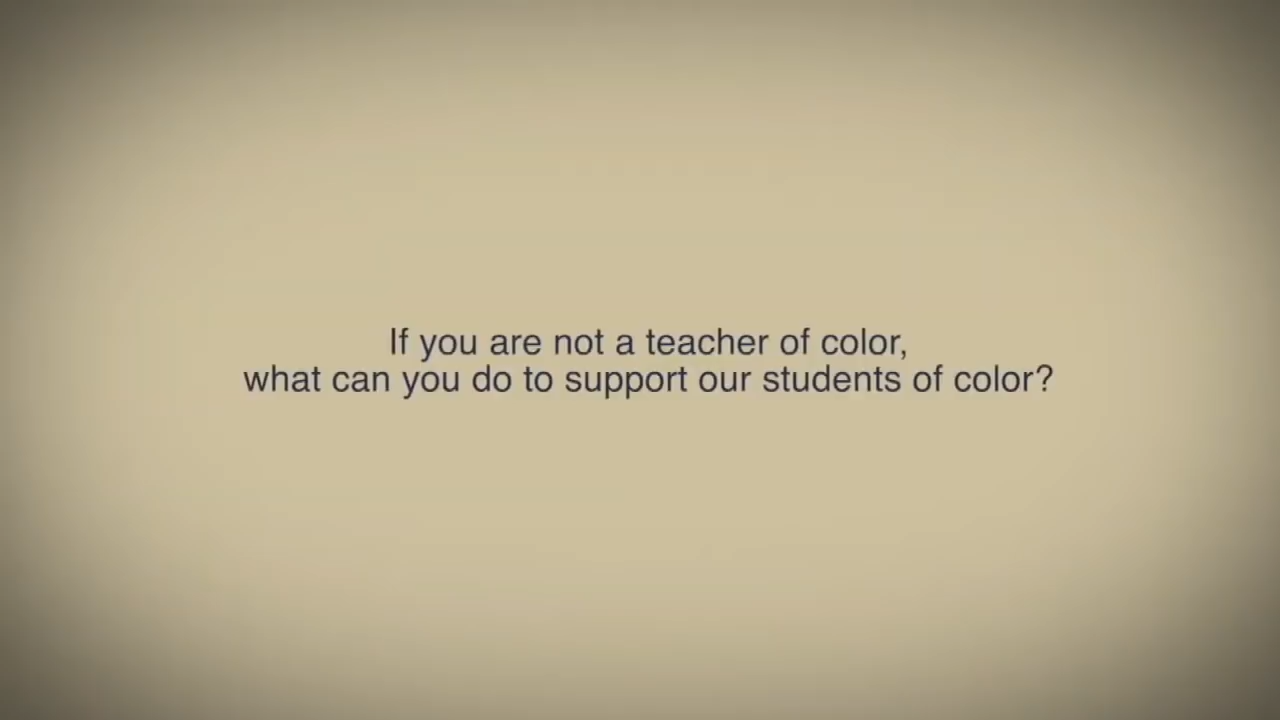 If you are not a teacher of color,
what can you do to support our students of color?